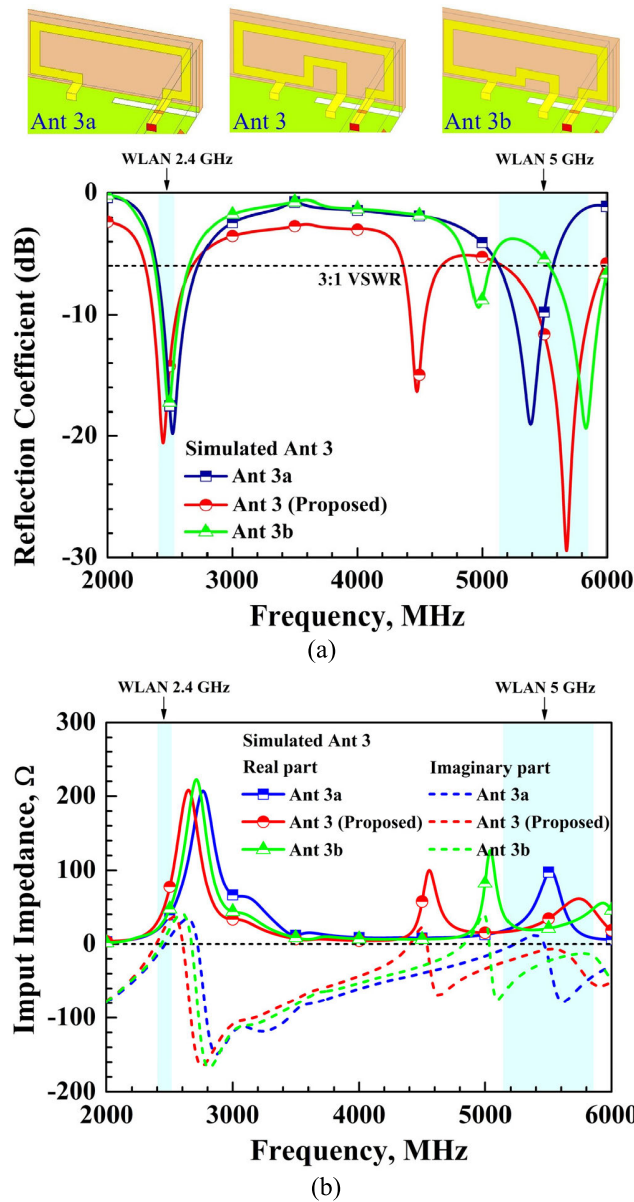 Ant 3a
Ant 3
Ant 3b
WLAN 2.4 GHz
WLAN 5 GHz
0
-10
-20
-30
Reflection Coefficient (dB)
3:1 VSWR
Simulated Ant 3
Ant 3a
Ant 3 (Proposed)
Ant 3b
2000 3000 4000 5000 6000
Frequency, MHz
(a)
WLAN 2.4 GHz
WLAN 5 GHz
300
200
100
0
-100
-200
Imput Impedance, Ω
Simulated Ant 3
Real part Imaginary part
Ant 3a Ant 3a
Ant 3 (Proposed) Ant 3 (Proposed)
Ant 3b Ant 3b
2000 3000 4000 5000 6000
Frequency, MHz
(b)